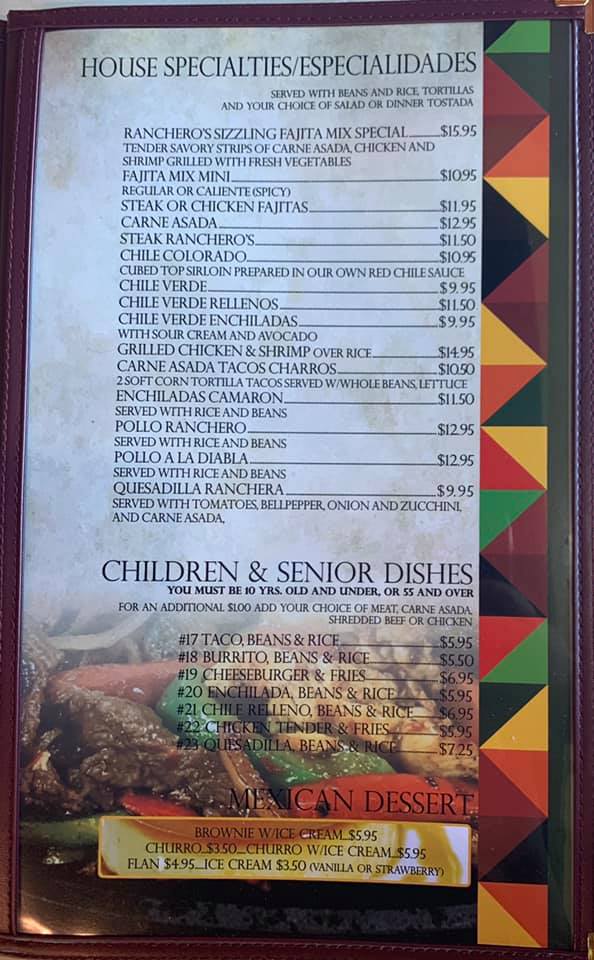 HOUSE SPECIALTIES/ESPECIALIDADES
SERVED WITH BEANS AND RICE, TORTILLAS
AND YOUR CHOICE OF SALAD OR DINNER TOSTADA
RANCHERO'S SIZZLING FAJITA MIX SPECIAL $15.95
TENDER SAVORY STRIPS OF CARNE ASADA, CHICKEN AND
SHRIMP GRILLED WITH FRESH VEGETABLES
FAJITA MIX MINI $10.95
REGULAR OR CALIENTE (SPICY)
STEAK OR CHICKEN FAJITAS $11.95
CARNE ASADA $12.95
STEAK RANCHERO'S $11.50
CHILE COLORADO $10.95
CUBED TOP SIRLOIN PREPARED IN OUR OWN RED CHILE SAUCE
CHILE VERDE $9.95
CHILE VERDE RELLENOS $11.50
CHILE VERDE ENCHILADAS $9.95
WITH SOUR CREAM AND AVOCADO
GRILLED CHICKEN & SHRIMP OVER RICE $14.95
CARNE ASADA TACOS CHARROS $10.50
2 SOFT CORN TORTILLA TACOS SERVED W/WHOLE BEANS, LETTUCE
ENCHILADAS CAMARON $11.50
SERVED WITH RICE AND BEANS
POLLO RANCHERO $12.95
SERVED WITH RICE AND BEANS
POLLO A LA DIABLA $12.95
SERVED WITH RICE AND BEANS
QUESADILLA RANCHERA $9.95
SERVED WITH TOMATOES, BELLPEPPER, ONION AND ZUCCHINI,
AND CARNE ASADA,
CHILDREN & SENIOR DISHES
YOU MUST BE 10 YRS. OLD AND UNDER, OR 55 AND OVER
FOR AN ADDITIONAL $1.00 ADD YOUR CHOICE OF MEAT, CARNE ASADA,
SHREDDED BEEF OR CHICKEN
#17 TACO, BEANS & RICE $5.95
#18 BURRITO, BEANS & RICE $5.50
#19 CHEESEBURGER & FRIES $6.95
#20 ENCHILADA, BEANS & RICE $5.95
#21 CHILE RELLENO, BEANS & RICE $6.95
#22 CHICKEN TENDER & FRIES $5.95
#23 QUESADILLA, BEANS & RICE $7.25
MEXICAN DESSERT
BROWNIE W/ICE CREAM...$5.95
CHURRO...$3.50...CHURRO W/ICE CREAM...$5.95
FLAN $4.95...ICE CREAM $3.50 (VANILLA OR STRAWBERRY)